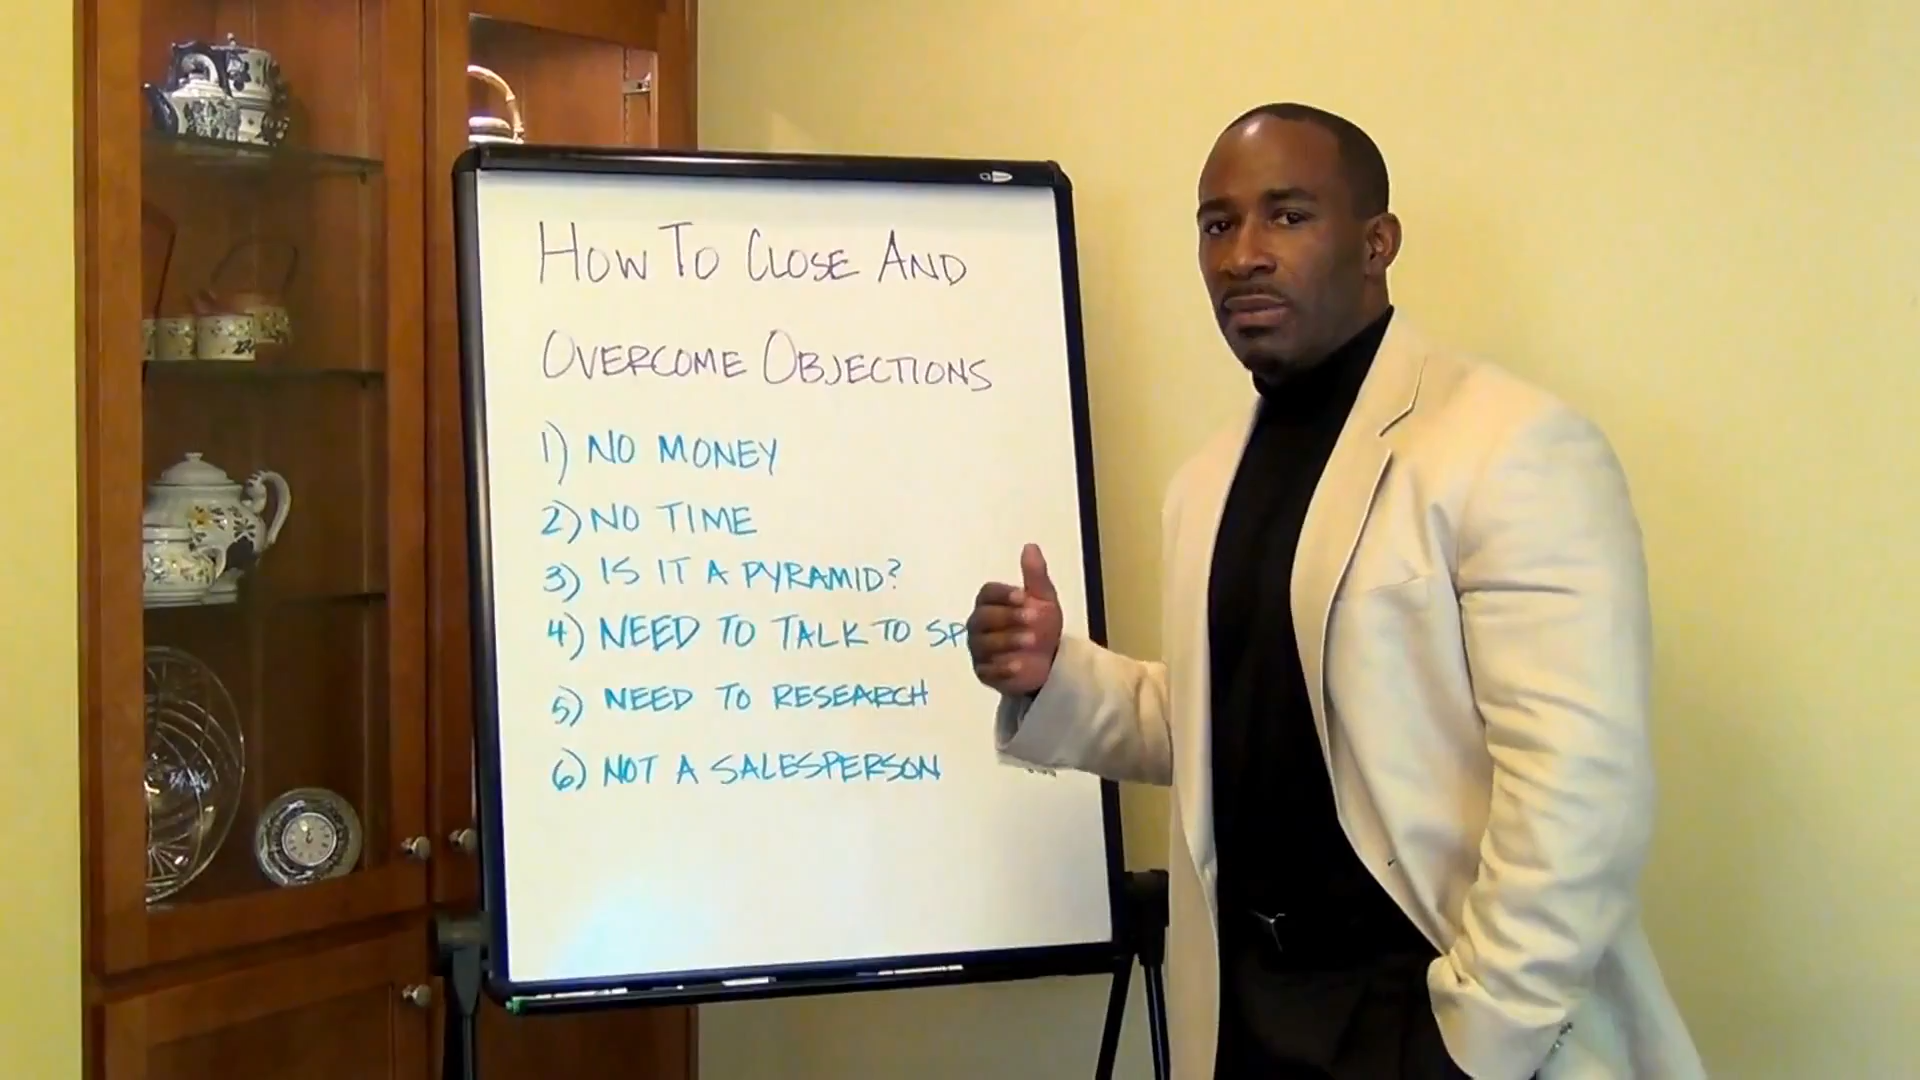 HOW TO CLOSE AND
OVERCOME OBJECTIONS
1) NO MONEY
2) NO TIME
3) IS IT A PYRAMID?
4) NEED TO TALK TO SP
5) NEED TO RESEARCH
6) NOT A SALESPERSON